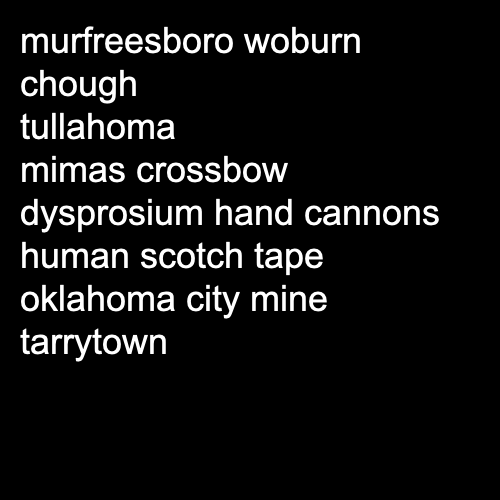 murfreesboro woburn
chough
tullahoma
mimas crossbow
dysprosium hand cannons
human scotch tape
oklahoma city mine
tarrytown